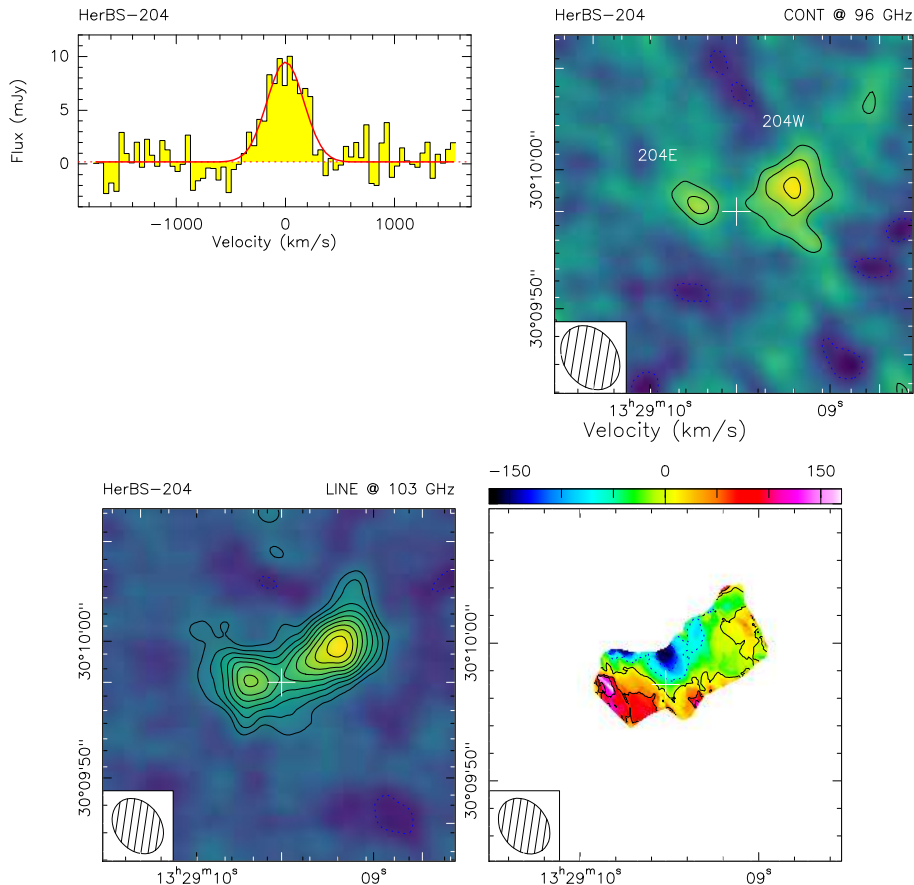 HerBS-204
10
5
0
Flux (mJy)
-1000 0 1000
Velocity (km/s)
HerBS-204 CONT @ 96 GHz
204W
204E
30°10'00''
30°09'50''
13ʰ29ᵐ10ˢ 09ˢ
Velocity (km/s)
HerBS-204 LINE @ 103 GHz
30°10'00''
30°09'50''
13ʰ29ᵐ10ˢ 09ˢ
-150 0 150
30°10'00''
30°09'50''
13ʰ29ᵐ10ˢ 09ˢ